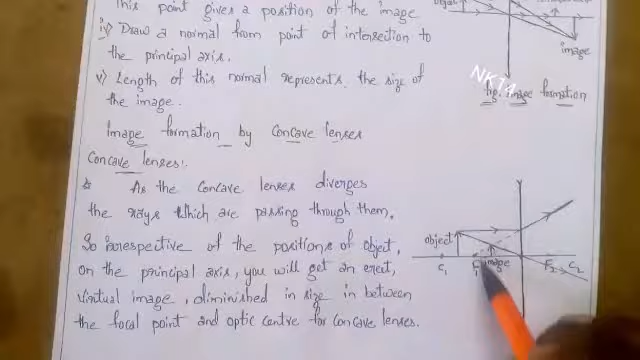 This point gives a position of the image
iv) Draw a normal from point of intersection to
the principal axis.
v) Length of this normal represents the size of
the image.
Image formation by Concave lenses
Concave lenses:
As the Concave lenses diverges
the rays which are passing through them.
So irrespective of the positions of object,
on the principal axis, you will get an erect,
virtual image, diminished in size in between
the focal point and optic centre for concave lenses.
object
image
NKTA
fig: image formation
object
C1 F1 image F2 C2